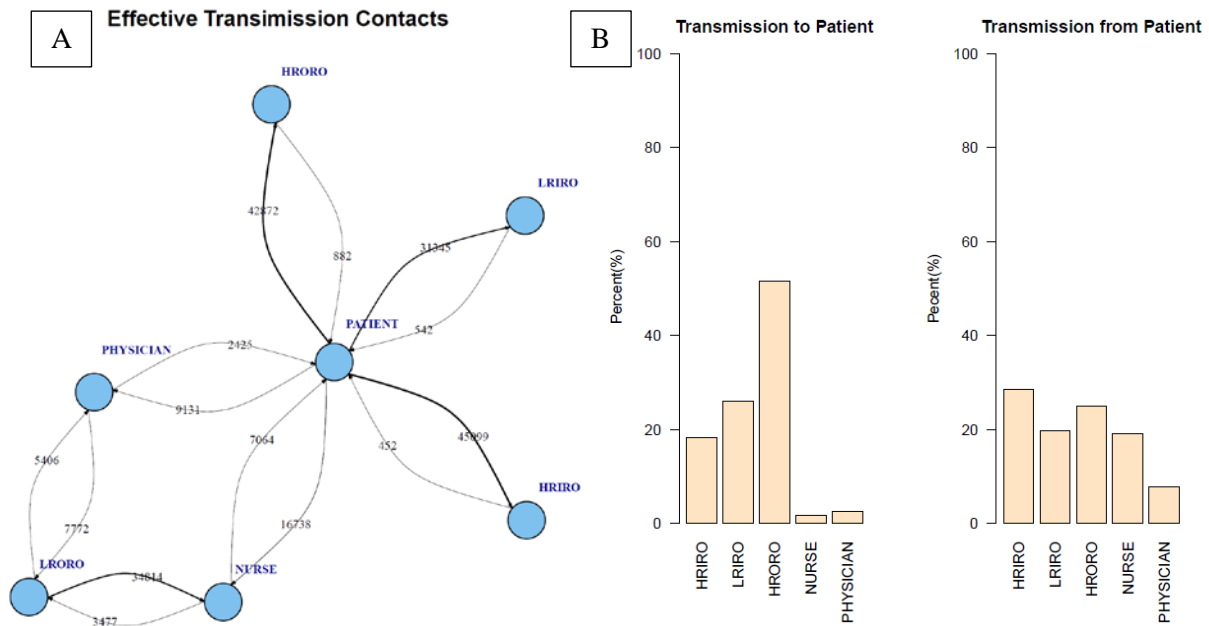 A
Effective Transimission Contacts
HRORO
LRIRO
42872
31345
882
PATIENT
542
PHYSICIAN
2425
9131
7064
452
45099
5406
HRIRO
7772
16738
LRORO
NURSE
34814
3477
B
Transmission to Patient
100
80
60
40
20
0
Percent(%)
HRIRO
LRIRO
HRORO
NURSE
PHYSICIAN
Transmission from Patient
100
80
60
40
20
0
Pecent(%)
HRIRO
LRIRO
HRORO
NURSE
PHYSICIAN